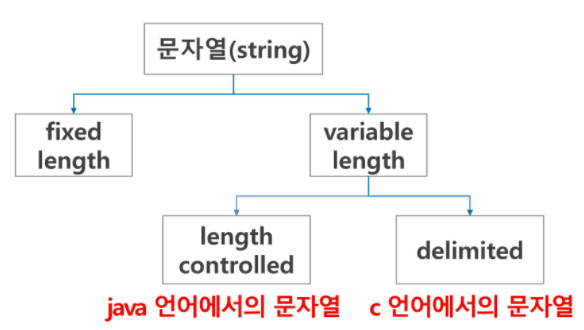 문자열(string)
fixed
length
variable
length
length
controlled
delimited
java 언어에서의 문자열
c 언어에서의 문자열